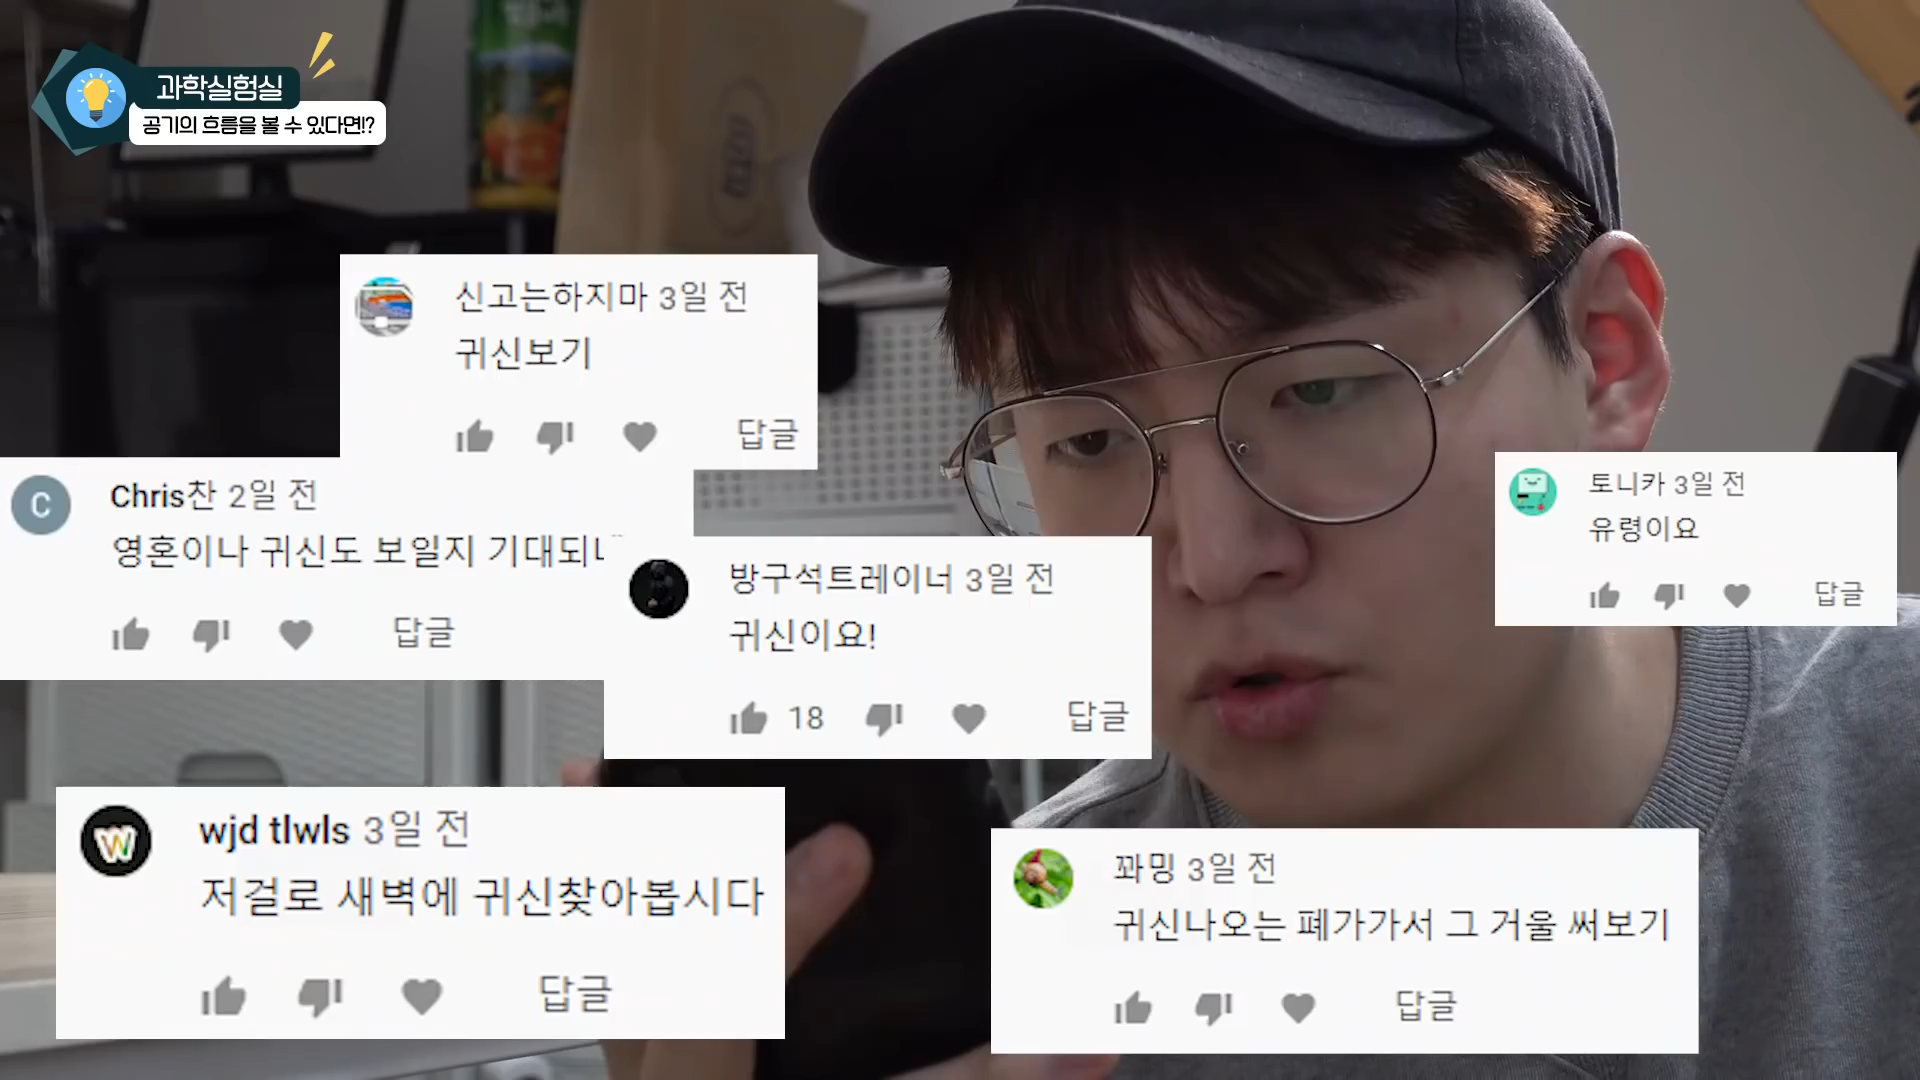 과학실험실
공기의 흐름을 볼 수 있다면!?
신고는하지마 3일 전
귀신보기
답글
C
Chris찬 2일 전
영혼이나 귀신도 보일지 기대되
답글
방구석트레이너 3일 전
귀신이요!
18
답글
토니카 3일 전
유령이요
답글
W
wjd tlwls 3일 전
저걸로 새벽에 귀신찾아봅시다
답글
꽈밍 3일 전
귀신나오는 폐가가서 그 거울 써보기
답글